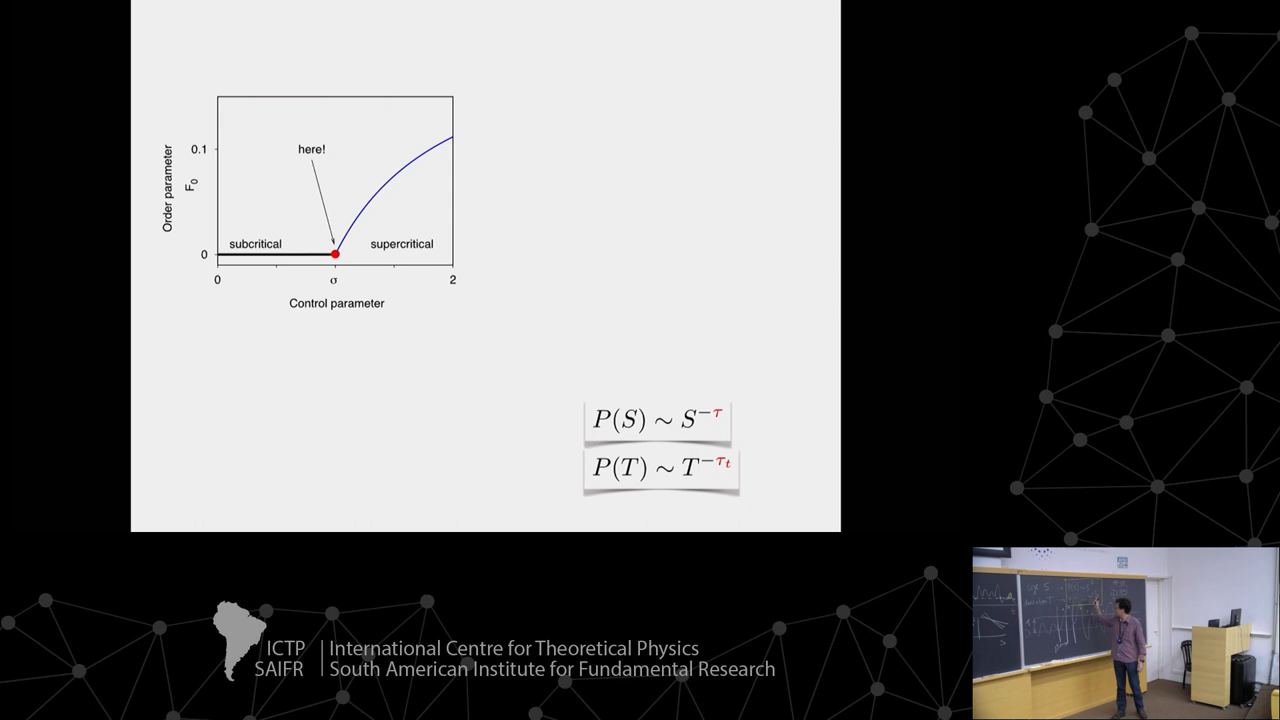 Order parameter
F₀
0.1
0
here!
subcritical
supercritical
0
σ
2
Control parameter
P(S) ∼ S^{−τ}
P(T) ∼ T^{−τ_t}
ICTP | International Centre for Theoretical Physics
SAIFR | South American Institute for Fundamental Research